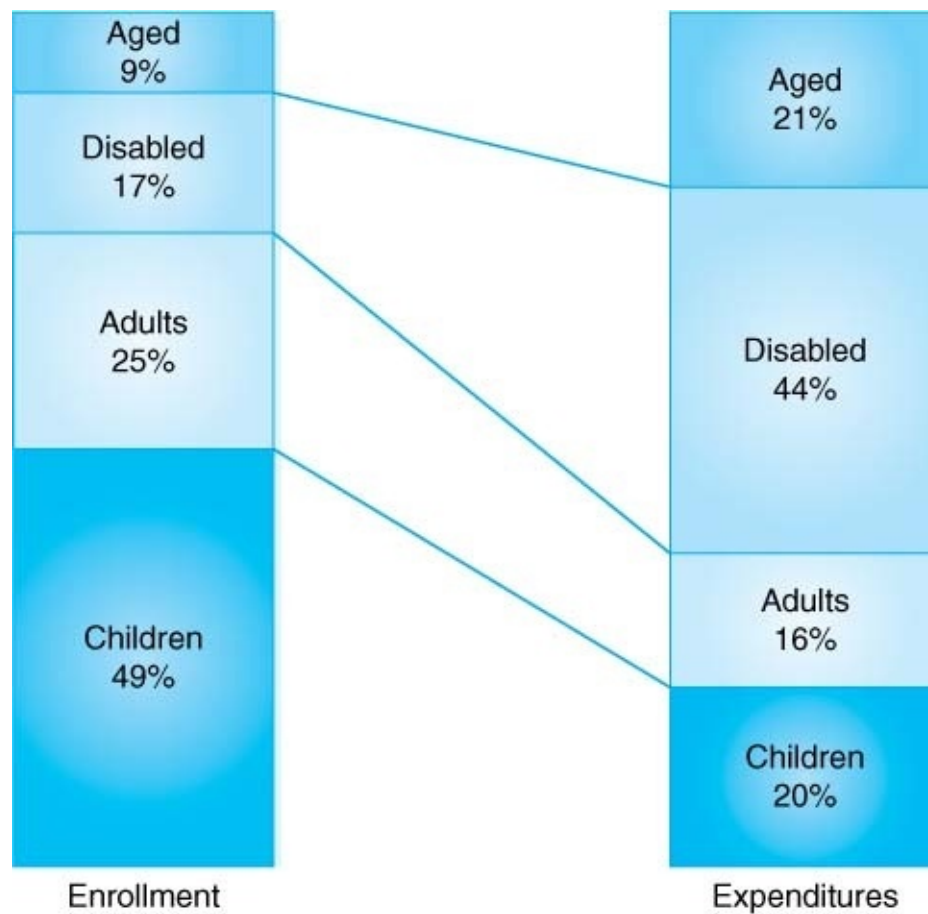 Aged
9%
Disabled
17%
Adults
25%
Children
49%
Enrollment
Aged
21%
Disabled
44%
Adults
16%
Children
20%
Expenditures